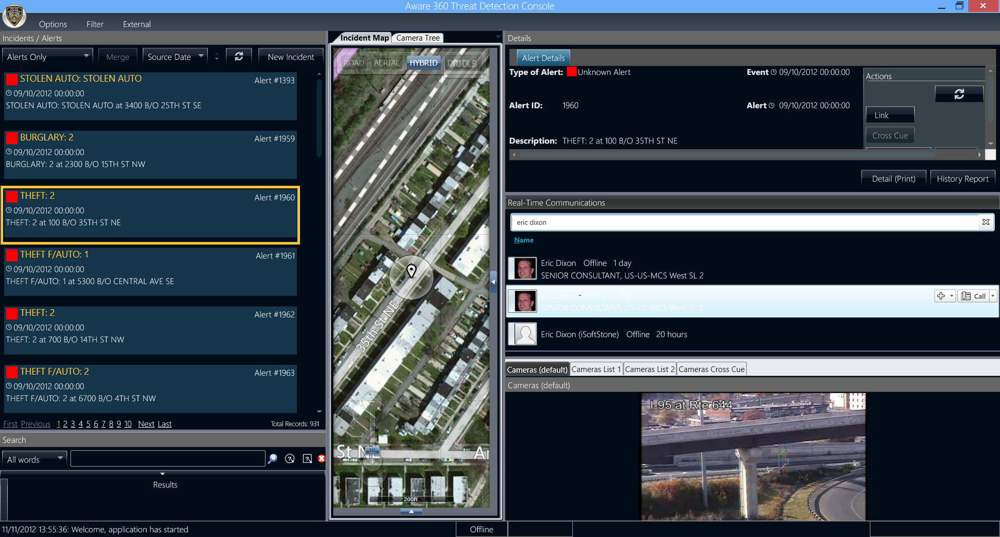 Aware 360 Threat Detection Console
Options Filter External
Incidents / Alerts
Alerts Only Merge Source Date New Incident
STOLEN AUTO: STOLEN AUTO Alert #1393
09/10/2012 00:00:00
STOLEN AUTO: STOLEN AUTO at 3400 B/O 25TH ST SE
BURGLARY: 2 Alert #1959
09/10/2012 00:00:00
BURGLARY: 2 at 2300 B/O 15TH ST NW
THEFT: 2 Alert #1960
09/10/2012 00:00:00
THEFT: 2 at 100 B/O 35TH ST NE
THEFT F/AUTO: 1 Alert #1961
09/10/2012 00:00:00
THEFT F/AUTO: 1 at 5300 B/O CENTRAL AVE SE
THEFT: 2 Alert #1962
09/10/2012 00:00:00
THEFT: 2 at 700 B/O 14TH ST NW
THEFT F/AUTO: 2 Alert #1963
09/10/2012 00:00:00
THEFT F/AUTO: 2 at 6700 B/O 4TH ST NW
First Previous 1 2 3 4 5 6 7 8 9 10 Next Last Total Records: 931
Search
All words
Results
Incident Map Camera Tree
ROAD AERIAL HYBRID
35th St NE
St NE
200ft
Details
Alert Details
Type of Alert: Unknown Alert Event 09/10/2012 00:00:00
Alert ID: 1960 Alert 09/10/2012 00:00:00
Description: THEFT: 2 at 100 B/O 35TH ST NE
Actions
Link
Cross Cue
Detail (Print) History Report
Real-Time Communications
eric dixon
Name
Eric Dixon Offline 1 day
SENIOR CONSULTANT, US-US-MCS West SL 2
Eric Dixon - Offline 1 day
SENIOR CONSULTANT, US-US-MCS West SL 2
Call
Eric Dixon (iSoftStone) Offline 20 hours
Cameras (default) Cameras List 1 Cameras List 2 Cameras Cross Cue
Cameras (default)
I-95 at Rte 644
11/11/2012 13:55:36: Welcome, application has started
Offline